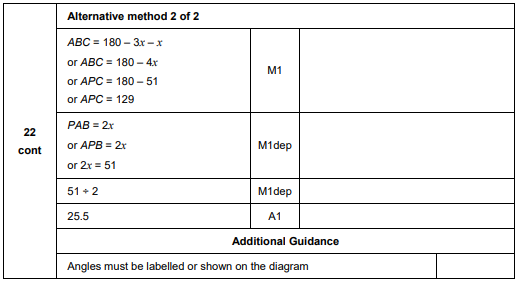 Alternative method 2 of 2
ABC = 180 – 3x – x
or ABC = 180 – 4x
or APC = 180 – 51
or APC = 129
M1
22
cont
PAB = 2x
or APB = 2x
or 2x = 51
M1dep
51 ÷ 2
M1dep
25.5
A1
Additional Guidance
Angles must be labelled or shown on the diagram